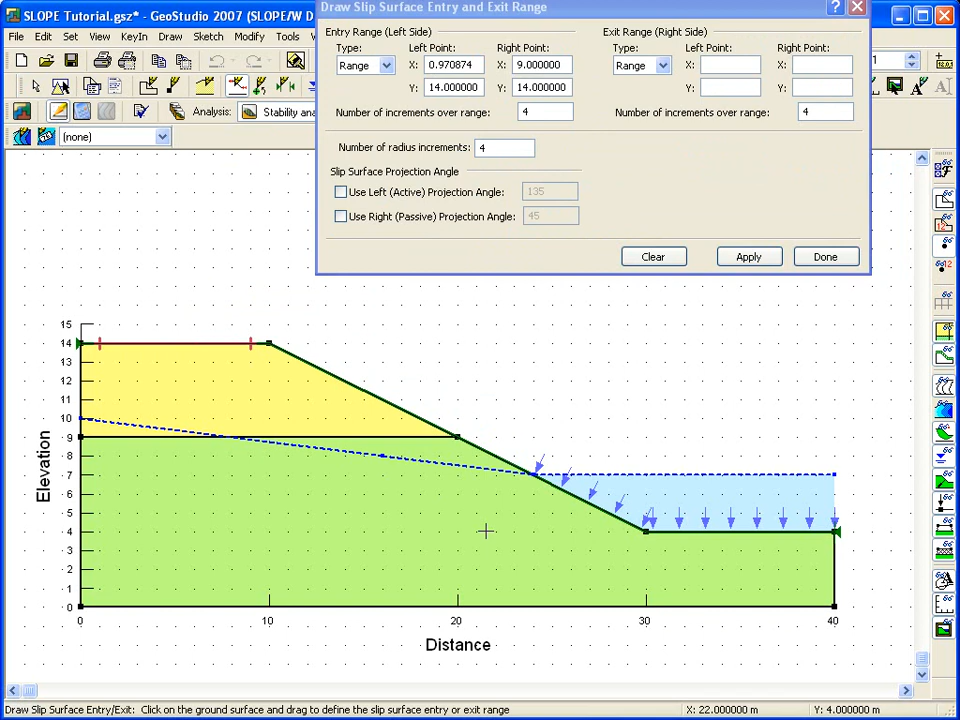 SLOPE Tutorial.gsz* - GeoStudio 2007 (SLOPE/W D
Draw Slip Surface Entry and Exit Range
File Edit Set View KeyIn Draw Sketch Modify Tools
Entry Range (Left Side)
Exit Range (Right Side)
Type: Left Point: Right Point:
Type: Left Point: Right Point:
Range X: 0.970874 X: 9.000000
Range X: X:
Y: 14.000000 Y: 14.000000
Y: Y:
Number of increments over range: 4
Number of increments over range: 4
1
Analysis: Stability ana
(none)
Number of radius increments: 4
Slip Surface Projection Angle
Use Left (Active) Projection Angle: 135
Use Right (Passive) Projection Angle: 45
Clear Apply Done
15
14
13
12
11
10
9
8
7
6
5
4
3
2
1
0
Elevation
0 10 20 30 40
Distance
Draw Slip Surface Entry/Exit: Click on the ground surface and drag to define the slip surface entry or exit range
X: 22.000000 m Y: 4.000000 m